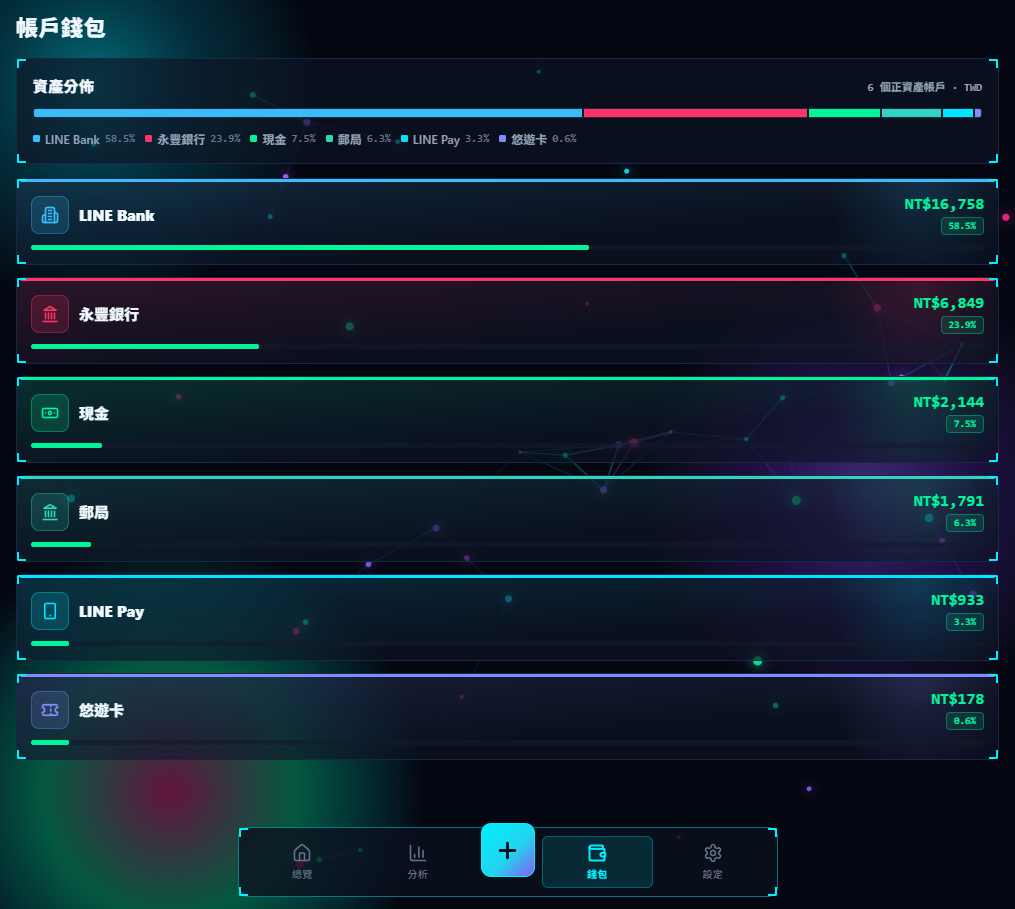 帳戶錢包
資產分佈
6 個正資產帳戶 · TWD
LINE Bank 58.5% 永豐銀行 23.9% 現金 7.5% 郵局 6.3% LINE Pay 3.3% 悠遊卡 0.6%
LINE Bank
NT$16,758
58.5%
永豐銀行
NT$6,849
23.9%
現金
NT$2,144
7.5%
郵局
NT$1,791
6.3%
LINE Pay
NT$933
3.3%
悠遊卡
NT$178
0.6%
總覽 分析 + 錢包 設定